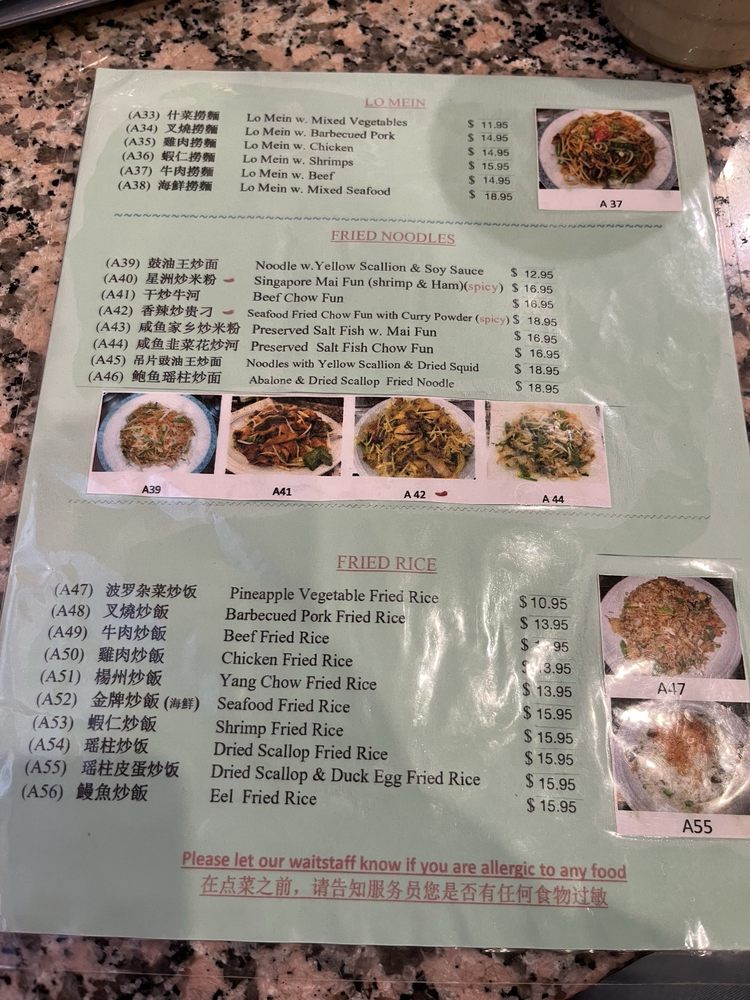 LO MEIN
(A33) 什菜捞麵 Lo Mein w. Mixed Vegetables $ 11.95
(A34) 叉燒捞麵 Lo Mein w. Barbecued Pork $ 14.95
(A35) 雞肉捞麵 Lo Mein w. Chicken $ 14.95
(A36) 蝦仁捞麵 Lo Mein w. Shrimps $ 15.95
(A37) 牛肉捞麵 Lo Mein w. Beef $ 14.95
(A38) 海鮮捞麵 Lo Mein w. Mixed Seafood $ 18.95
A 37
FRIED NOODLES
(A39) 鼓油王炒面 Noodle w.Yellow Scallion & Soy Sauce $ 12.95
(A40) 星洲炒米粉 Singapore Mai Fun (shrimp & Ham)(spicy) $ 16.95
(A41) 干炒牛河 Beef Chow Fun $ 16.95
(A42) 香辣炒贵刁 Seafood Fried Chow Fun with Curry Powder (spicy) $ 18.95
(A43) 咸鱼家乡炒米粉 Preserved Salt Fish w. Mai Fun $ 16.95
(A44) 咸鱼韭菜花炒河 Preserved Salt Fish Chow Fun $ 16.95
(A45) 吊片豉油王炒面 Noodles with Yellow Scallion & Dried Squid $ 18.95
(A46) 鲍鱼瑶柱炒面 Abalone & Dried Scallop Fried Noodle $ 18.95
A39 A41 A 42 A 44
FRIED RICE
(A47) 波罗杂菜炒饭 Pineapple Vegetable Fried Rice $ 10.95
(A48) 叉燒炒飯 Barbecued Pork Fried Rice $ 13.95
(A49) 牛肉炒飯 Beef Fried Rice $
(A50) 雞肉炒飯 Chicken Fried Rice $ 13.95
(A51) 楊州炒飯 Yang Chow Fried Rice $ 13.95
(A52) 金牌炒飯 (海鮮) Seafood Fried Rice $ 15.95
(A53) 蝦仁炒飯 Shrimp Fried Rice $ 15.95
(A54) 瑶柱炒饭 Dried Scallop Fried Rice $ 15.95
(A55) 瑶柱皮蛋炒饭 Dried Scallop & Duck Egg Fried Rice $ 15.95
(A56) 鰻魚炒飯 Eel Fried Rice $ 15.95
A47
A55
Please let our waitstaff know if you are allergic to any food
在点菜之前，请告知服务员您是否有任何食物过敏